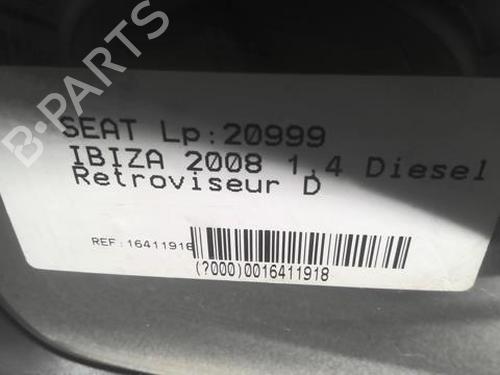 SEAT Lp:20999
IBIZA 2008 1,4 Diesel
Retroviseur D
REF:16411918
(?000)0016411918
B-PARTS